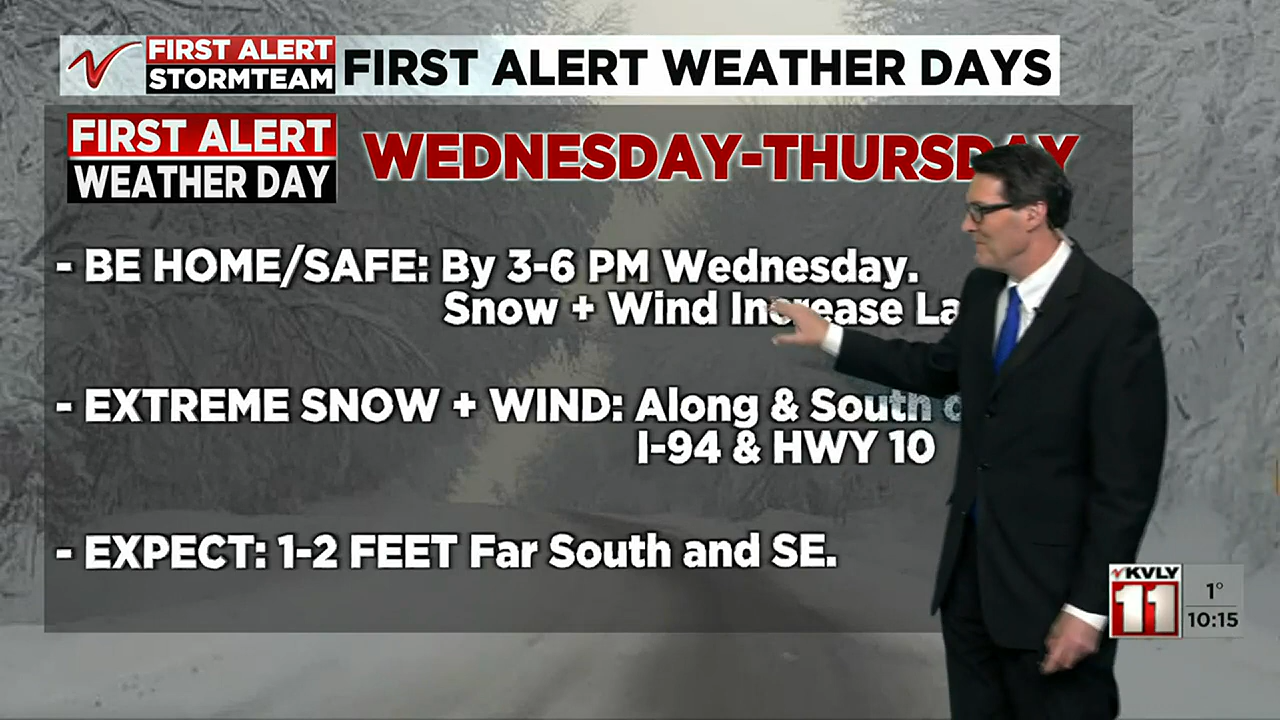 FIRST ALERT
STORMTEAM
FIRST ALERT WEATHER DAYS
FIRST ALERT
WEATHER DAY
WEDNESDAY-THURSDAY
- BE HOME/SAFE: By 3-6 PM Wednesday.
Snow + Wind Increase
- EXTREME SNOW + WIND: Along & South
I-94 & HWY 10
- EXPECT: 1-2 FEET Far South and SE.
KVLY
11
1°
10:15